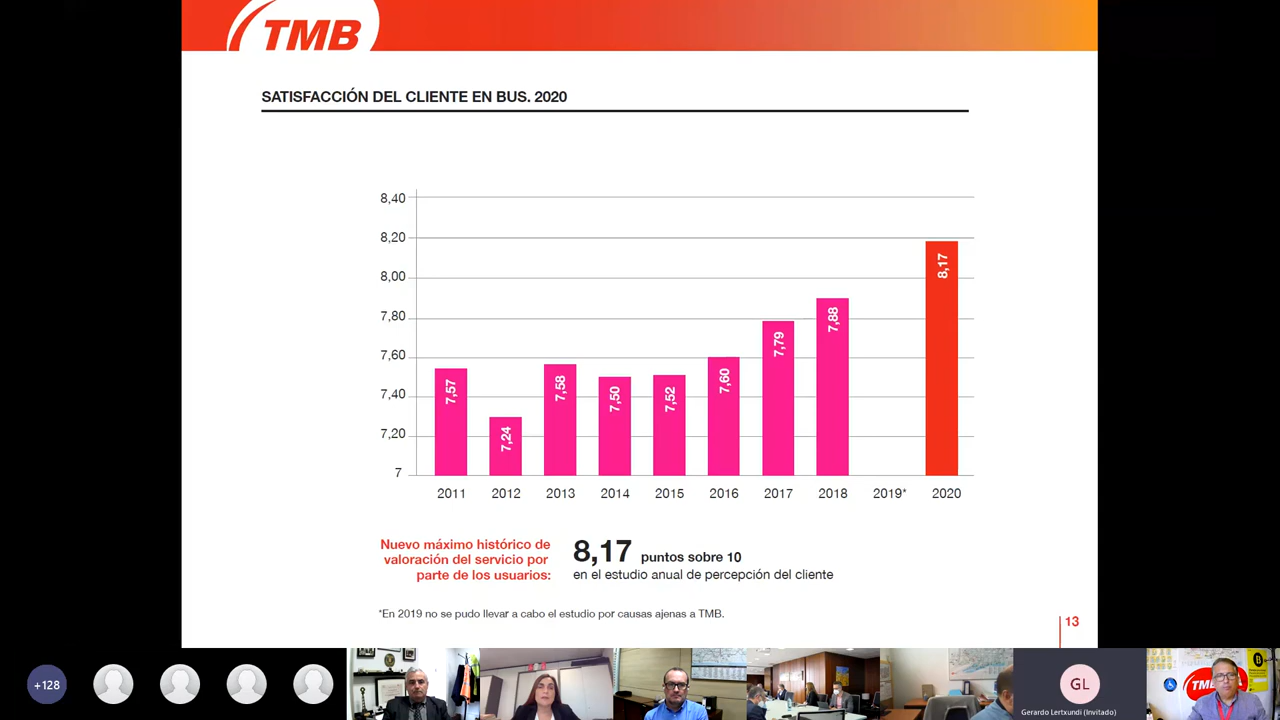 TMB
SATISFACCIÓN DEL CLIENTE EN BUS. 2020
8,40
8,20
8,00
7,80
7,60
7,40
7,20
7
7,57
7,24
7,58
7,50
7,52
7,60
7,79
7,88
8,17
2011 2012 2013 2014 2015 2016 2017 2018 2019* 2020
Nuevo máximo histórico de
valoración del servicio por
parte de los usuarios:
8,17 puntos sobre 10
en el estudio anual de percepción del cliente
*En 2019 no se pudo llevar a cabo el estudio por causas ajenas a TMB.
13
+128
GL
Gerardo Lertxundi (Invitado)
TMB